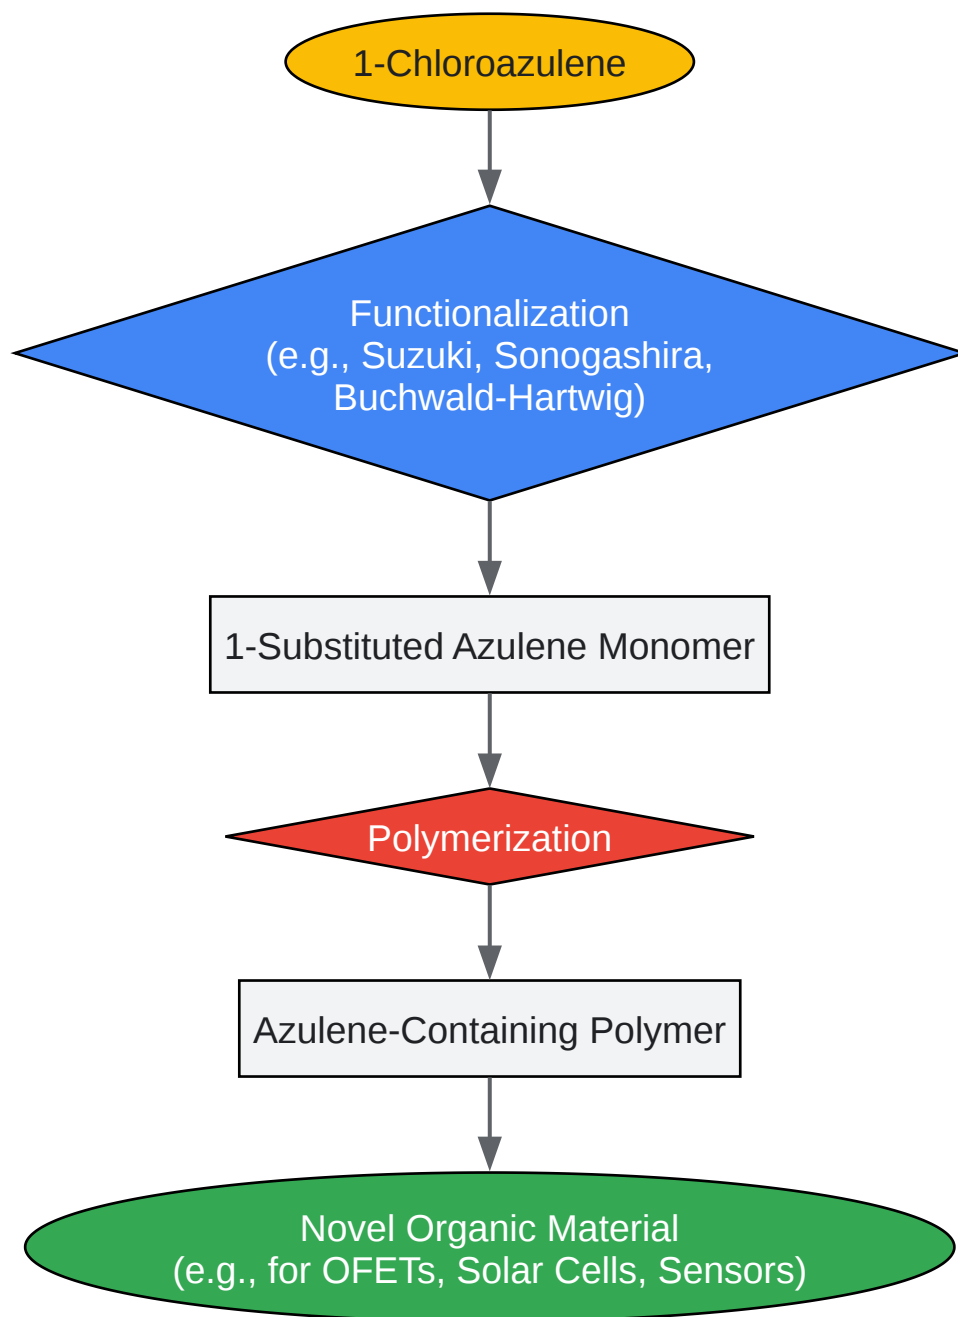 1-Chloroazulene
Functionalization
(e.g., Suzuki, Sonogashira,
Buchwald-Hartwig)
1-Substituted Azulene Monomer
Polymerization
Azulene-Containing Polymer
Novel Organic Material
(e.g., for OFETs, Solar Cells, Sensors)